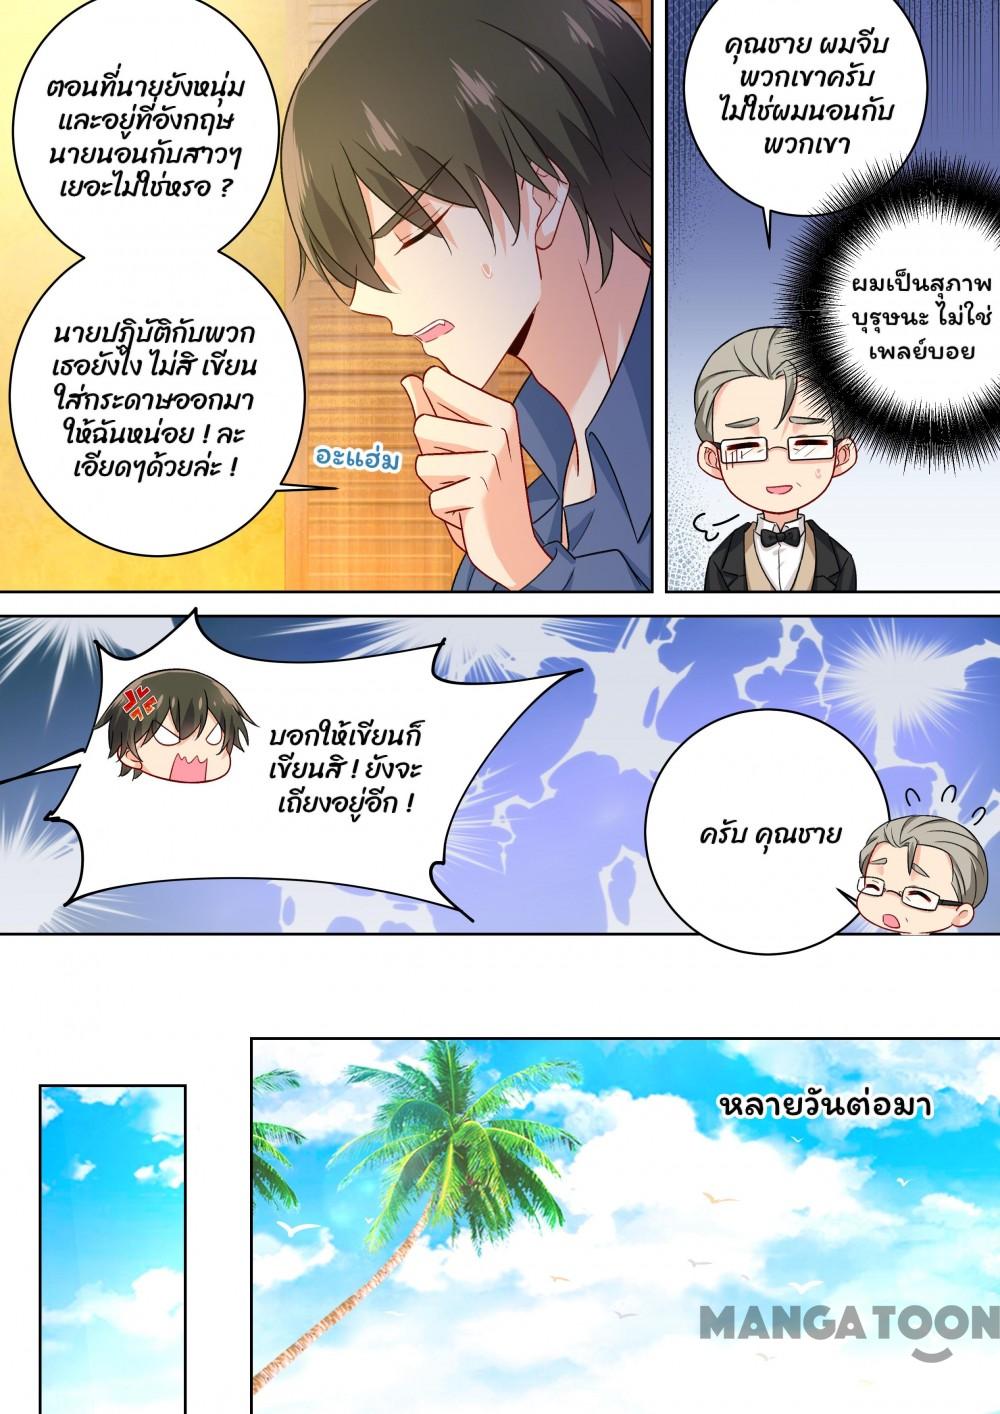 ตอนที่นายยังหนุ่ม
และอยู่ที่อังกฤษ
นายนอนกับสาวๆ
เยอะไม่ใช่หรอ ?
นายปฏิบัติกับพวก
เธอยังไง ไม่สิ เขียน
ใส่กระดาษออกมา
ให้ฉันหน่อย ! ละ
เอียดๆด้วยล่ะ !
อะแฮ่ม
คุณชาย ผมจีบ
พวกเขาครับ
ไม่ใช่ผมนอนกับ
พวกเขา
ผมเป็นสุภาพ
บุรุษนะ ไม่ใช่
เพลย์บอย
บอกให้เขียนก็
เขียนสิ ! ยังจะ
เถียงอยู่อีก !
ครับ คุณชาย
หลายวันต่อมา
MANGATOON